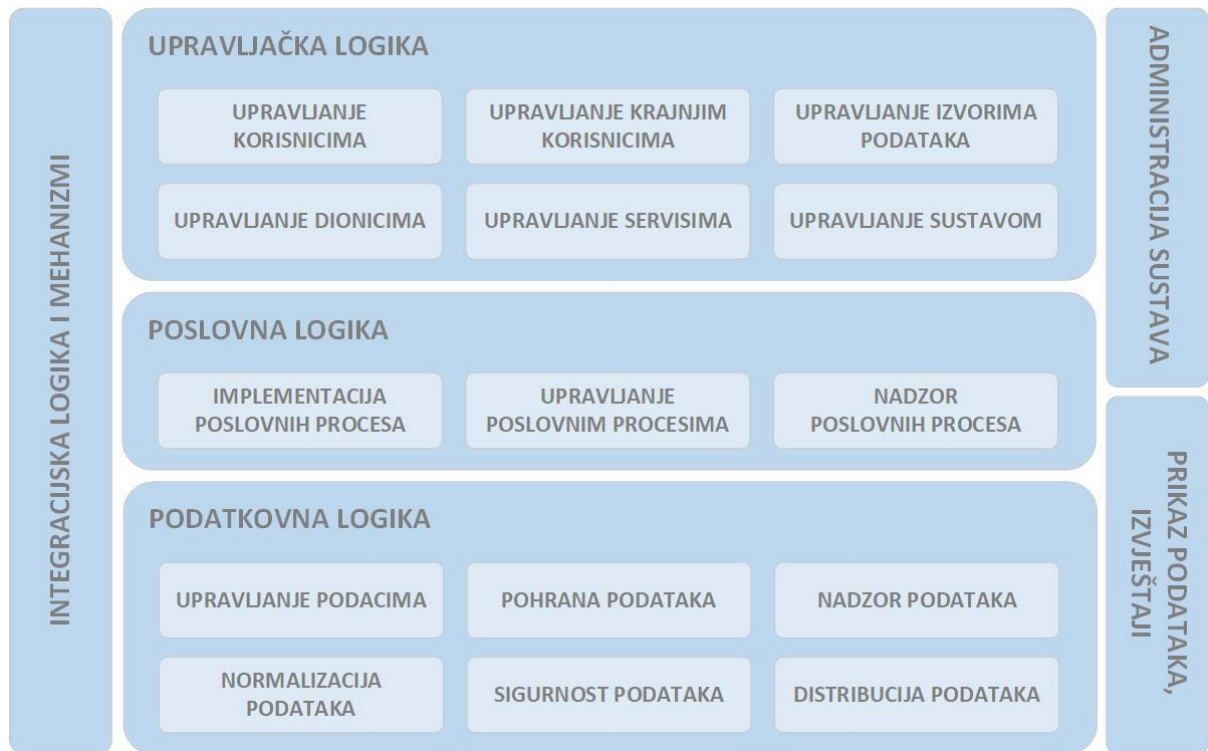 INTEGRACIJSKA LOGIKA I MEHANIZMI
UPRAVLJAČKA LOGIKA
UPRAVLJANJE
KORISNICIMA
UPRAVLJANJE KRAJNJIM
KORISNICIMA
UPRAVLJANJE IZVORIMA
PODATAKA
UPRAVLJANJE DIONICIMA
UPRAVLJANJE SERVISIMA
UPRAVLJANJE SUSTAVOM
POSLOVNA LOGIKA
IMPLEMENTACIJA
POSLOVNIH PROCESA
UPRAVLJANJE
POSLOVNIM PROCESIMA
NADZOR
POSLOVNIH PROCESA
PODATKOVNA LOGIKA
UPRAVLJANJE PODACIMA
POHRANA PODATAKA
NADZOR PODATAKA
NORMALIZACIJA
PODATAKA
SIGURNOST PODATAKA
DISTRIBUCIJA PODATAKA
ADMINISTRACIJA SUSTAVA
PRIKAZ PODATAKA,
IZVJEŠTAJI